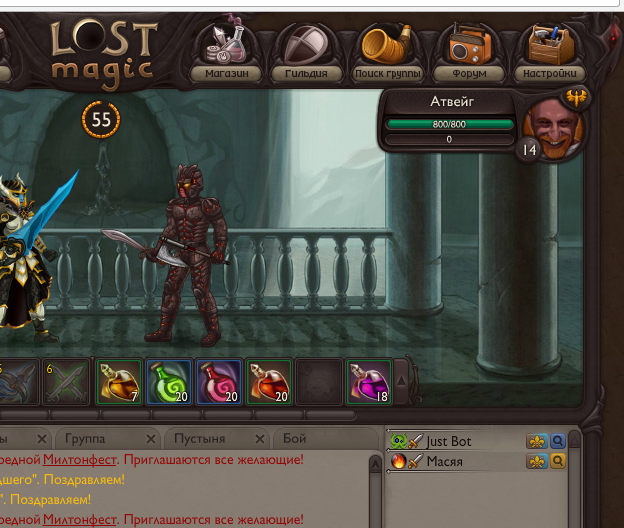 LOST
magic
Магазин
Гильдия
Поиск группы
Форум
Настройки
55
Атвейг
800/800
0
14
6
7
20
20
20
18
ы
Группа
Пустыня
Бой
редной Милтонфест. Приглашаются все желающие!
дшего". Поздравляем!
". Поздравляем!
редной Милтонфест. Приглашаются все желающие!
Just Bot
Масяя